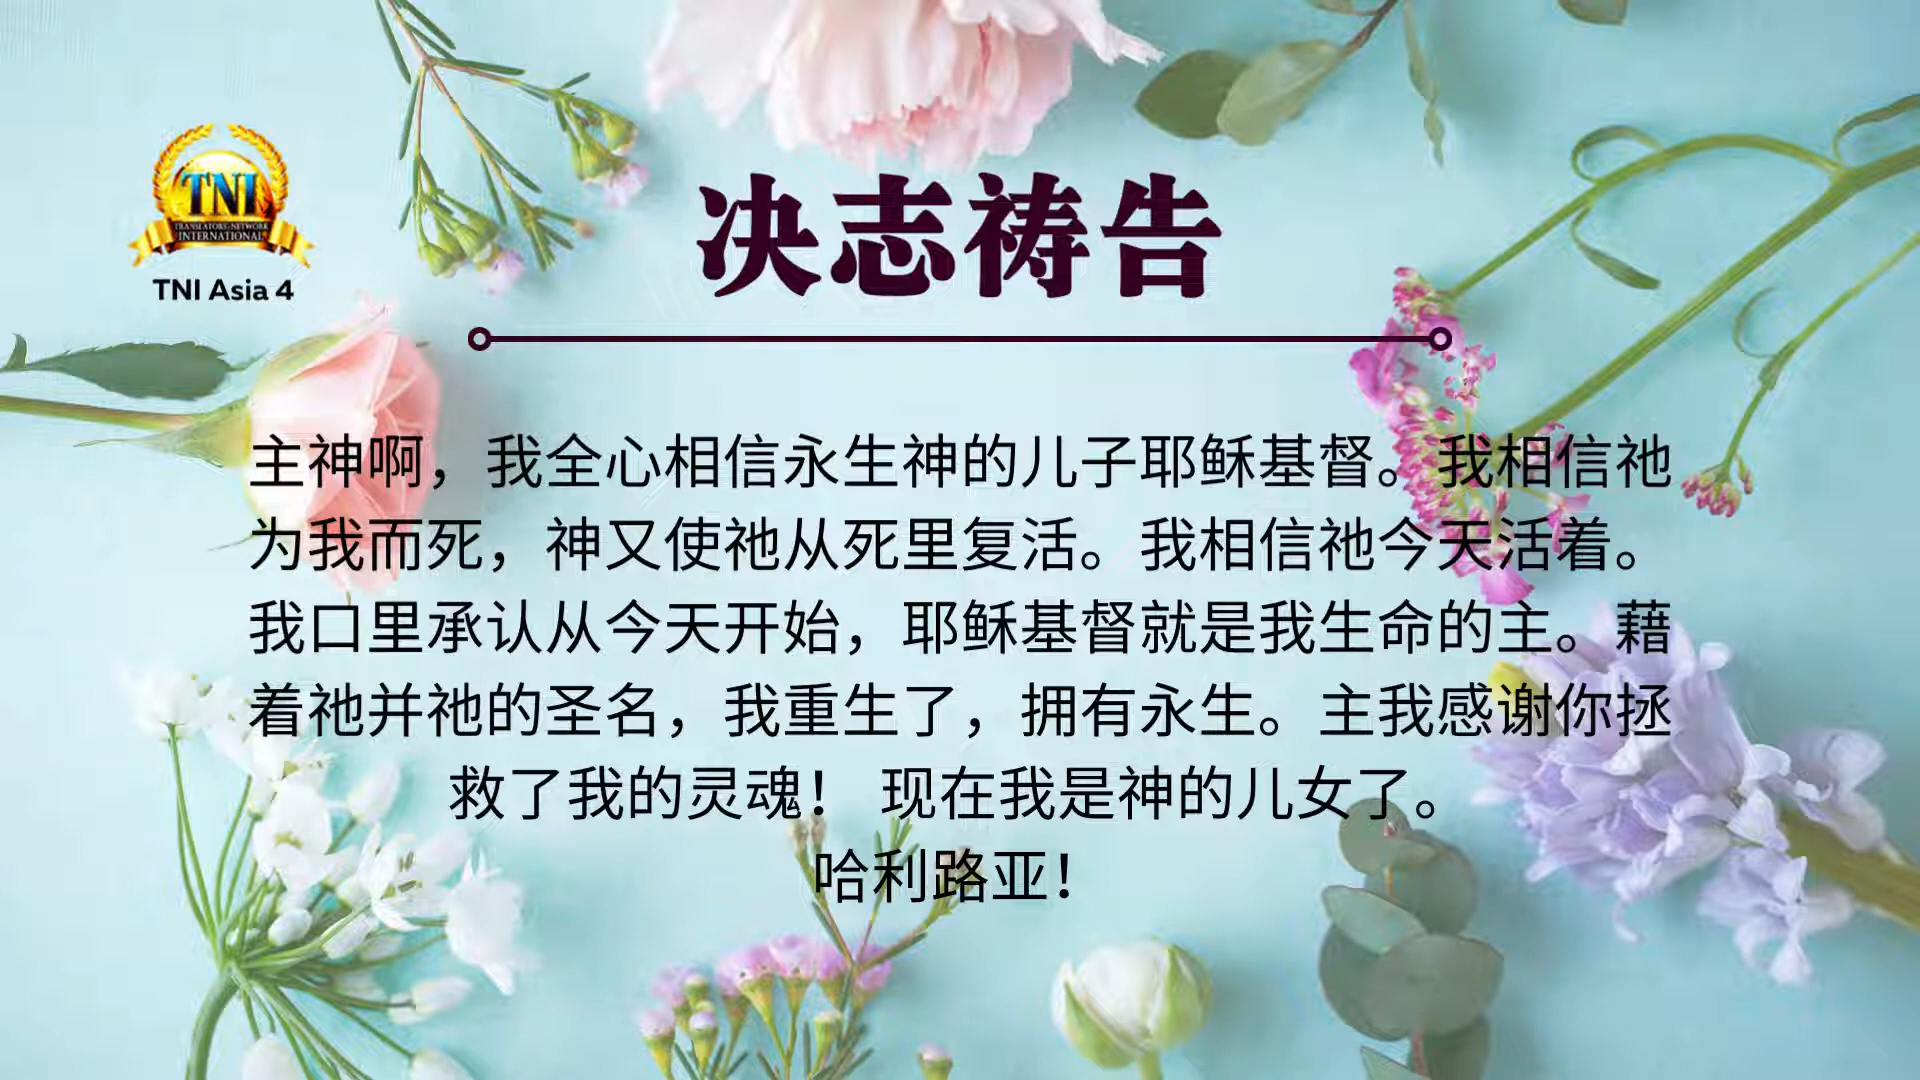 TNI
TRANSLATORS NETWORK
INTERNATIONAL
TNI Asia 4
决志祷告
主神啊，我全心相信永生神的儿子耶稣基督。我相信祂
为我而死，神又使祂从死里复活。我相信祂今天活着。
我口里承认从今天开始，耶稣基督就是我生命的主。藉
着祂并祂的圣名，我重生了，拥有永生。主我感谢你拯
救了我的灵魂！ 现在我是神的儿女了。
哈利路亚！